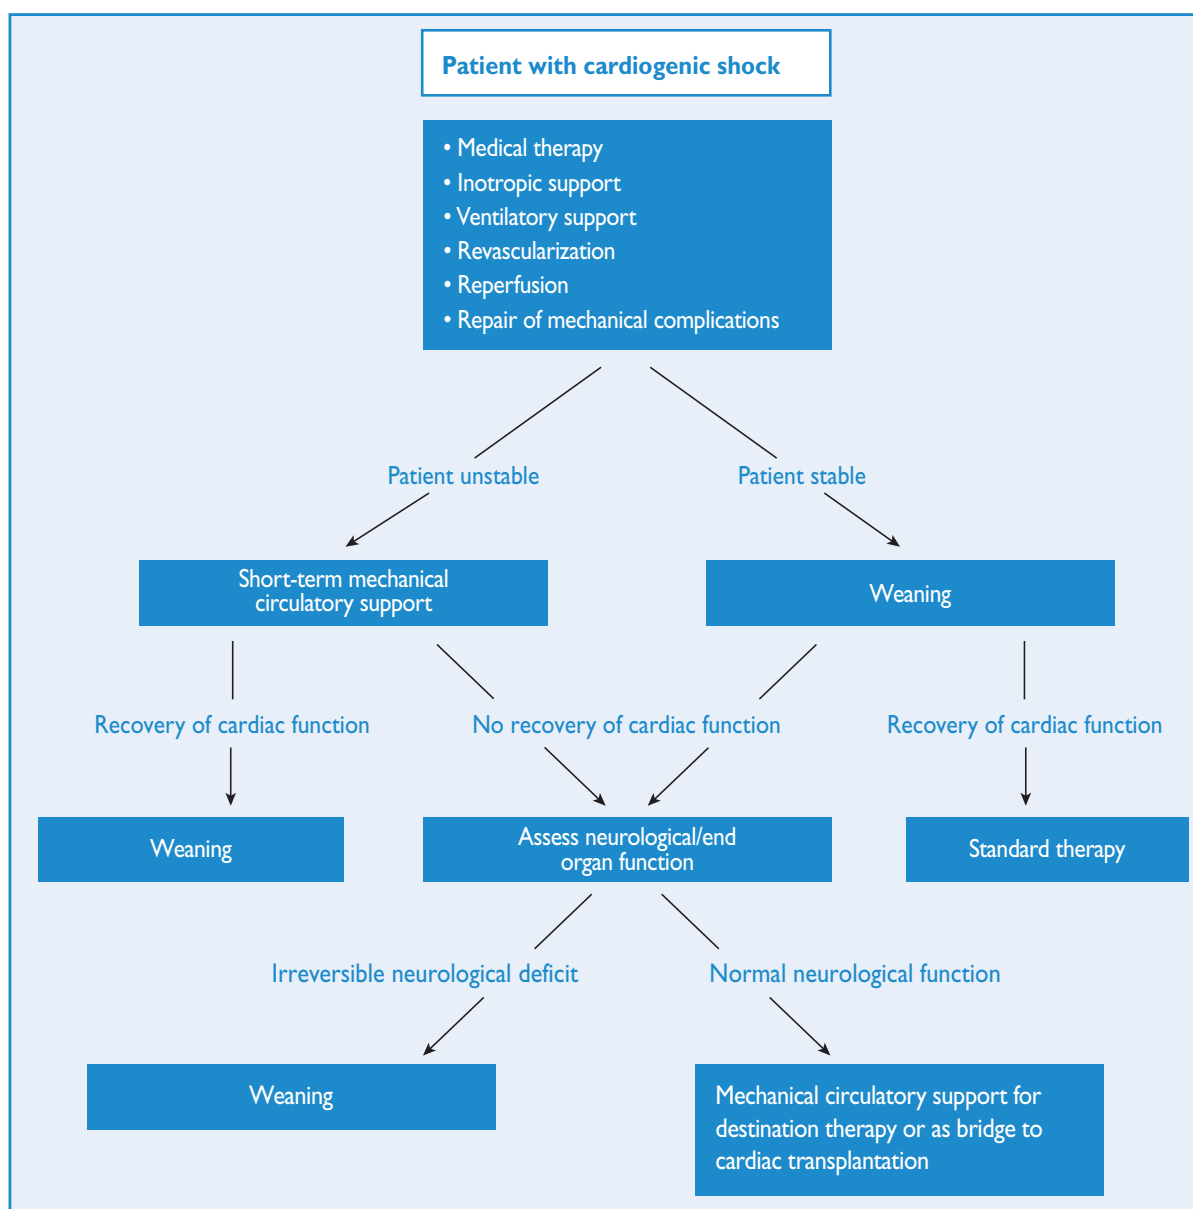 Patient with cardiogenic shock
• Medical therapy
• Inotropic support
• Ventilatory support
• Revascularization
• Reperfusion
• Repair of mechanical complications
Patient unstable
Patient stable
Short-term mechanical
circulatory support
Weaning
Recovery of cardiac function
No recovery of cardiac function
Recovery of cardiac function
Weaning
Assess neurological/end
organ function
Standard therapy
Irreversible neurological deficit
Normal neurological function
Weaning
Mechanical circulatory support for
destination therapy or as bridge to
cardiac transplantation